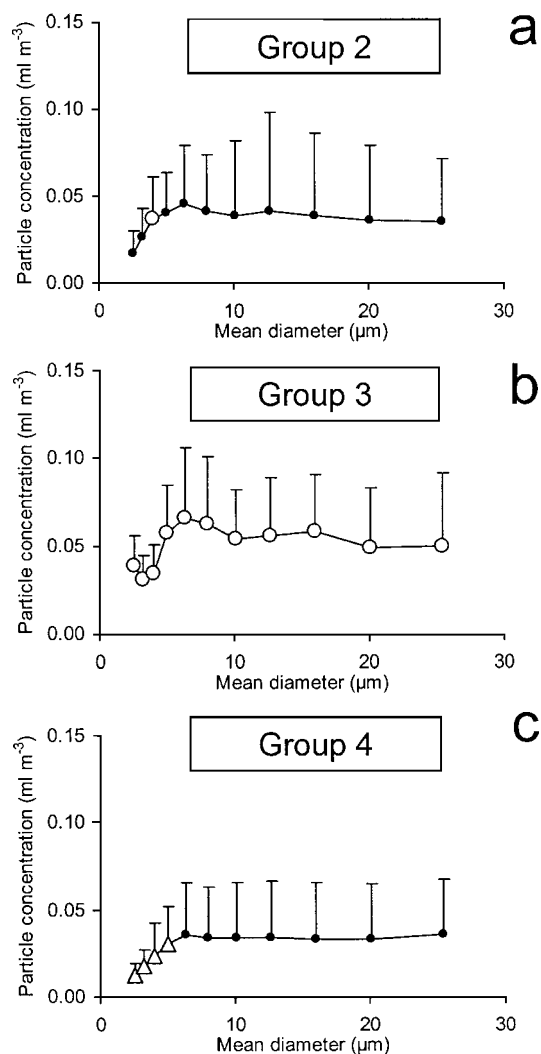 a
Group 2
Particle concentration (ml m-3)
0.15
0.10
0.05
0.00
0 10 20 30
Mean diameter (µm)
b
Group 3
Particle concentration (ml m-3)
0.15
0.10
0.05
0.00
0 10 20 30
Mean diameter (µm)
c
Group 4
Particle concentration (ml m-3)
0.15
0.10
0.05
0.00
0 10 20 30
Mean diameter (µm)